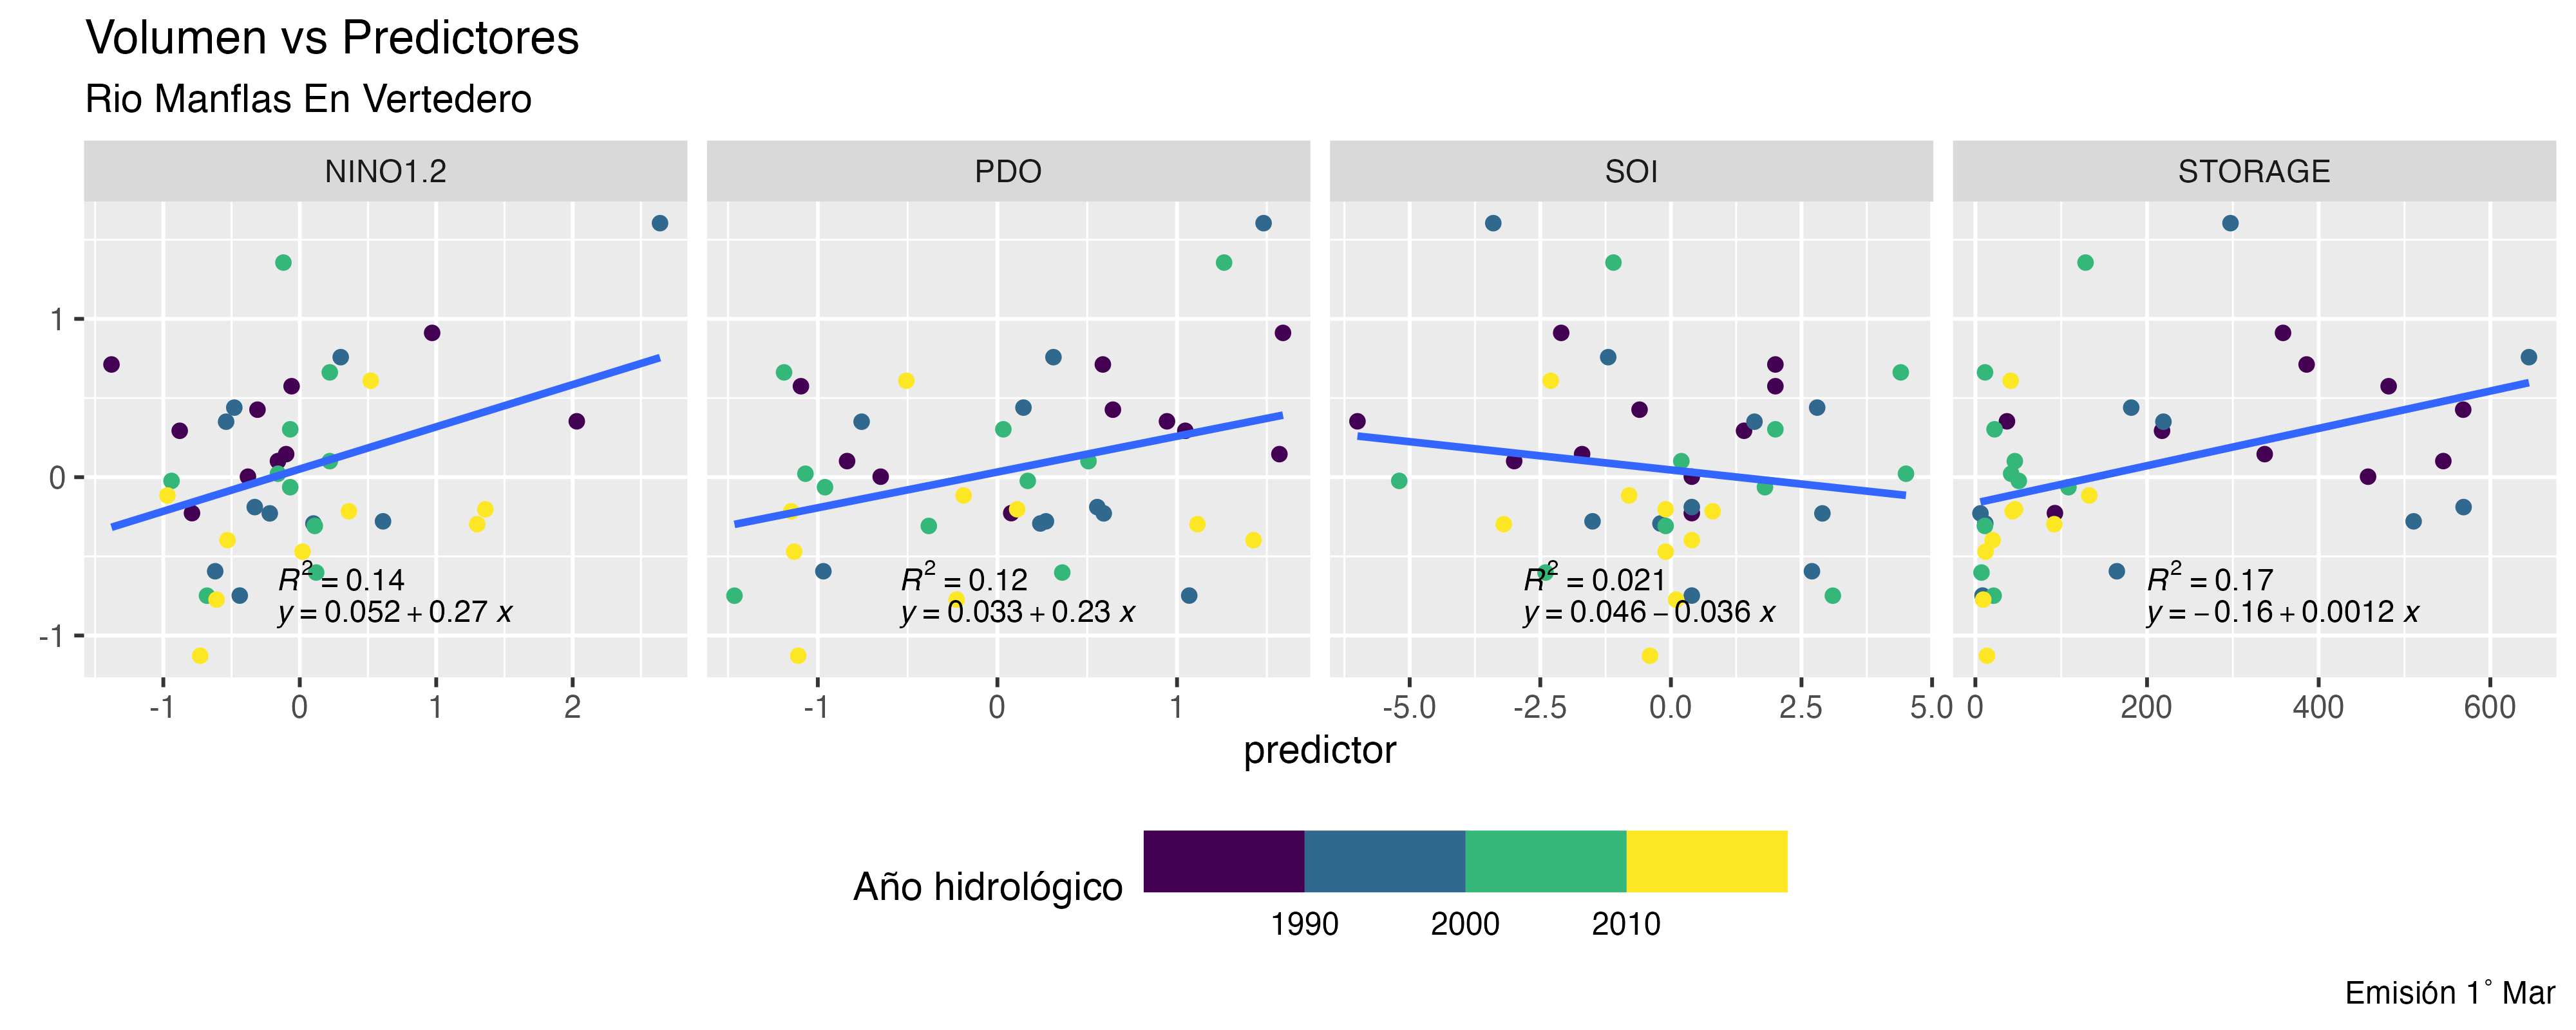 Volumen vs Predictores
Rio Manflas En Vertedero
NINO1.2
PDO
SOI
STORAGE
1
0
-1
R² = 0.14
y = 0.052 + 0.27 x
R² = 0.12
y = 0.033 + 0.23 x
R² = 0.021
y = 0.046 − 0.036 x
R² = 0.17
y = − 0.16 + 0.0012 x
-1 0 1 2
-1 0 1
-5.0 -2.5 0.0 2.5 5.0
0 200 400 600
predictor
Año hidrológico
1990 2000 2010
Emisión 1° Mar